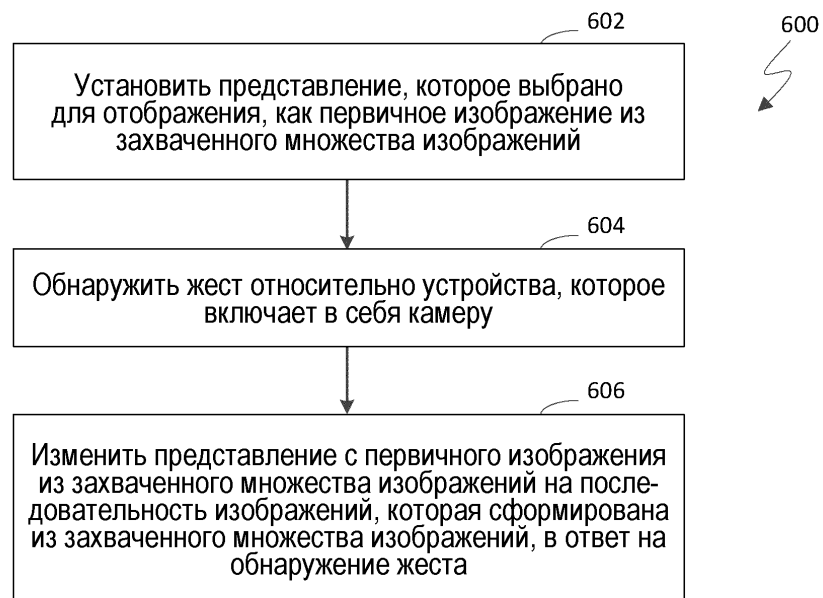 602
600
Установить представление, которое выбрано
для отображения, как первичное изображение из
захваченного множества изображений
604
Обнаружить жест относительно устройства, которое
включает в себя камеру
606
Изменить представление с первичного изображения
из захваченного множества изображений на после-
довательность изображений, которая сформирована
из захваченного множества изображений, в ответ на
обнаружение жеста